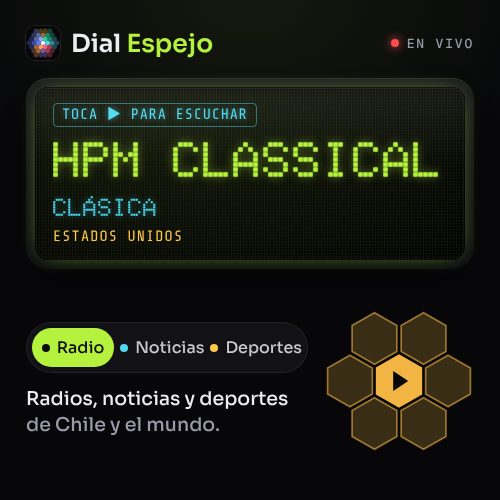 Dial Espejo
EN VIVO
TOCA ▶ PARA ESCUCHAR
HPM CLASSICAL
CLÁSICA
ESTADOS UNIDOS
Radio Noticias Deportes
Radios, noticias y deportes
de Chile y el mundo.